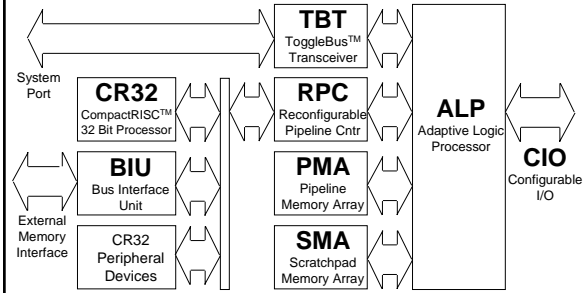 TBT
ToggleBus™
Transceiver
System
Port
CR32
CompactRISC™
32 Bit Processor
RPC
Reconfigurable
Pipeline Cntr
ALP
Adaptive Logic
Processor
CIO
Configurable
I/O
BIU
Bus Interface
Unit
PMA
Pipeline
Memory Array
External
Memory
Interface
CR32
Peripheral
Devices
SMA
Scratchpad
Memory Array